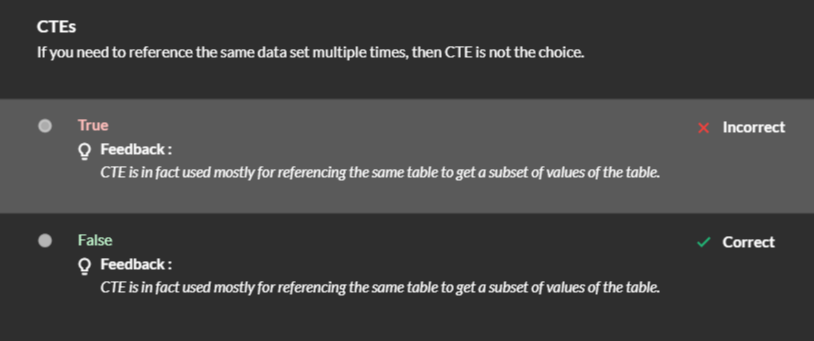 CTEs
If you need to reference the same data set multiple times, then CTE is not the choice.
True
Incorrect
Feedback :
CTE is in fact used mostly for referencing the same table to get a subset of values of the table.
False
Correct
Feedback :
CTE is in fact used mostly for referencing the same table to get a subset of values of the table.